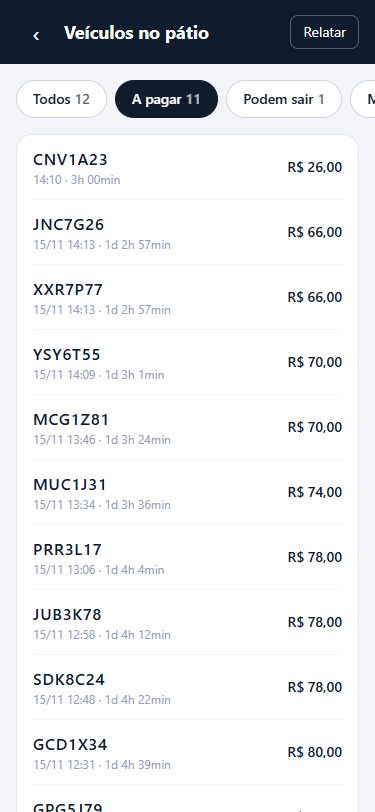 ‹ Veículos no pátio Relatar
Todos 12 A pagar 11 Podem sair 1
CNV1A23
14:10 · 3h 00min
R$ 26,00
JNC7G26
15/11 14:13 · 1d 2h 57min
R$ 66,00
XXR7P77
15/11 14:13 · 1d 2h 57min
R$ 66,00
YSY6T55
15/11 14:09 · 1d 3h 1min
R$ 70,00
MCG1Z81
15/11 13:46 · 1d 3h 24min
R$ 70,00
MUC1J31
15/11 13:34 · 1d 3h 36min
R$ 74,00
PRR3L17
15/11 13:06 · 1d 4h 4min
R$ 78,00
JUB3K78
15/11 12:58 · 1d 4h 12min
R$ 78,00
SDK8C24
15/11 12:48 · 1d 4h 22min
R$ 78,00
GCD1X34
15/11 12:31 · 1d 4h 39min
R$ 80,00
GPG5J79